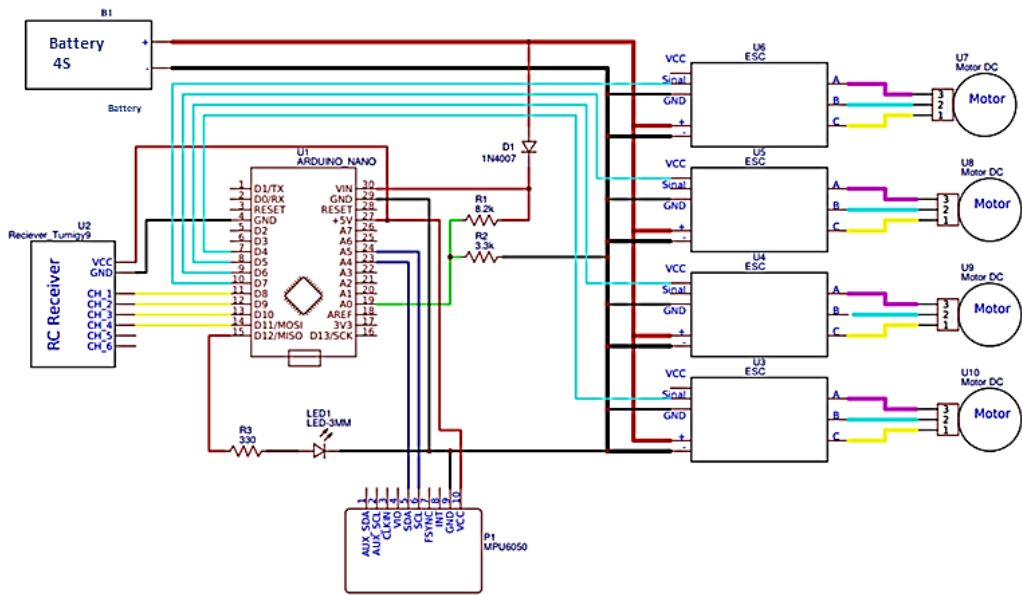 B1
Battery
4S
+
-
Battery
U1
ARDUINO_NANO
1 D1/TX
2 D0/RX
3 RESET
4 GND
5 D2
6 D3
7 D4
8 D5
9 D6
10 D7
11 D8
12 D9
13 D10
14 D11/MOSI
15 D12/MISO
VIN 30
GND 29
RESET 28
+5V 27
A7 26
A6 25
A5 24
A4 23
A3 22
A2 21
A1 20
A0 19
AREF 18
3V3 17
D13/SCK 16
U2
Reciever_Turnigy9
RC Receiver
VCC
GND
CH_1
CH_2
CH_3
CH_4
CH_5
CH_6
D1
1N4007
R1
8.2k
R2
3.3k
R3
330
LED1
LED-3MM
1 AUX_SDA
2 AUX_SCL
3 CLKIN
4 VIO
5 SDA
6 SCL
7 FSYNC
8 INT
9 GND
10 VCC
P1
MPU6050
U6
ESC
VCC
Sinal
GND
+
-
A
B
C
U7
Motor DC
3
2
1
Motor
U5
ESC
VCC
Sinal
GND
+
-
A
B
C
U8
Motor DC
3
2
1
Motor
U4
ESC
VCC
Sinal
GND
+
-
A
B
C
U9
Motor DC
3
2
1
Motor
U3
ESC
VCC
Sinal
GND
+
-
A
B
C
U10
Motor DC
3
2
1
Motor